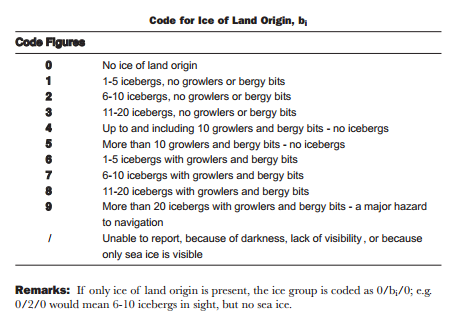 Code for Ice of Land Origin, bi
Code Figures
0 No ice of land origin
1 1-5 icebergs, no growlers or bergy bits
2 6-10 icebergs, no growlers or bergy bits
3 11-20 icebergs, no growlers or bergy bits
4 Up to and including 10 growlers and bergy bits - no icebergs
5 More than 10 growlers and bergy bits - no icebergs
6 1-5 icebergs with growlers and bergy bits
7 6-10 icebergs with growlers and bergy bits
8 11-20 icebergs with growlers and bergy bits
9 More than 20 icebergs with growlers and bergy bits - a major hazard
to navigation
/ Unable to report, because of darkness, lack of visibility, or because
only sea ice is visible
Remarks: If only ice of land origin is present, the ice group is coded as 0/bi/0; e.g.
0/2/0 would mean 6-10 icebergs in sight, but no sea ice.